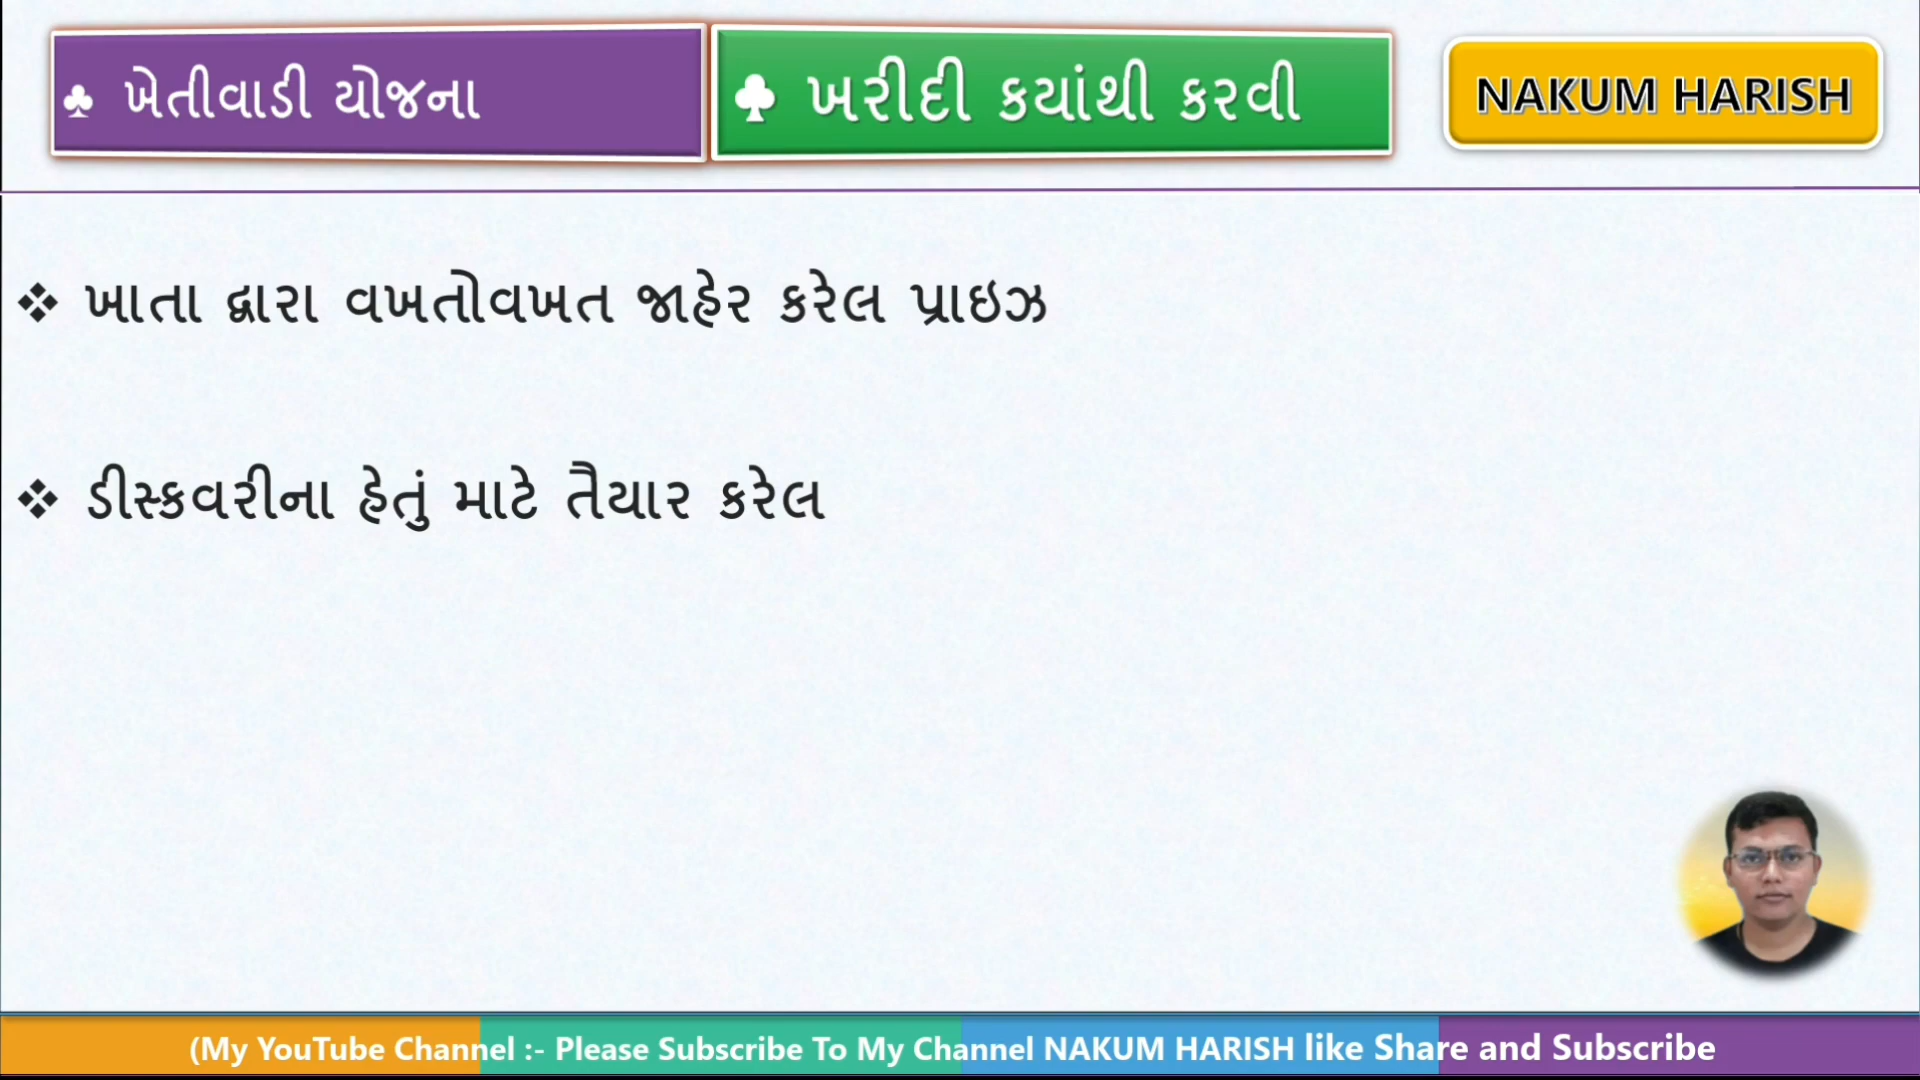 ♣ ખેતીવાડી યોજના
♣ ખરીદી કયાંથી કરવી
NAKUM HARISH
❖ ખાતા દ્વારા વખતોવખત જાહેર કરેલ પ્રાઇઝ
❖ ડીસ્કવરીના હેતું માટે તૈયાર કરેલ
(My YouTube Channel :- Please Subscribe To My Channel NAKUM HARISH like Share and Subscribe